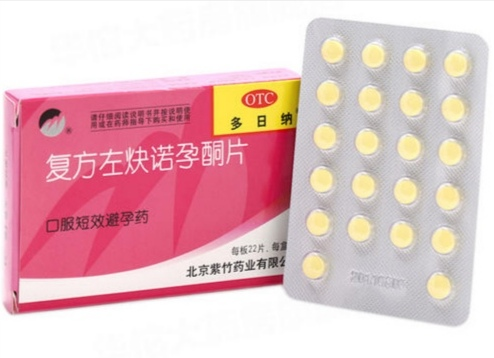 请仔细阅读说明书并按说明使
用或在药师指导下购买和使用
OTC
多日纳
复方左炔诺孕酮片
口服短效避孕药
每板22片，每盒
北京紫竹药业有限公